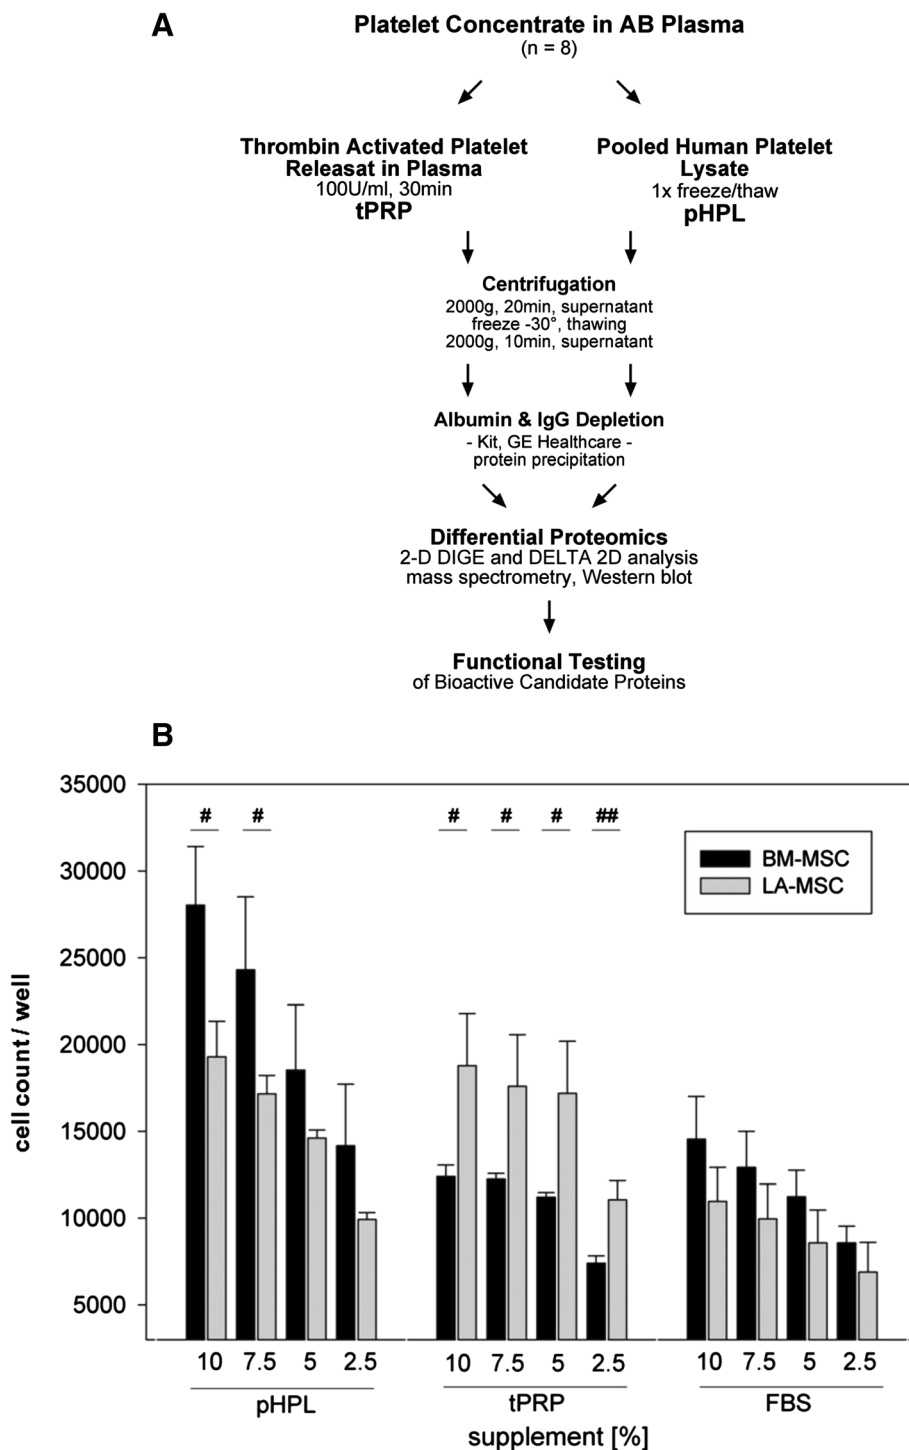 A
Platelet Concentrate in AB Plasma
(n = 8)
Thrombin Activated Platelet
Releasat in Plasma
100U/ml, 30min
tPRP
Pooled Human Platelet
Lysate
1x freeze/thaw
pHPL
Centrifugation
2000g, 20min, supernatant
freeze -30°, thawing
2000g, 10min, supernatant
Albumin & IgG Depletion
- Kit, GE Healthcare -
protein precipitation
Differential Proteomics
2-D DIGE and DELTA 2D analysis
mass spectrometry, Western blot
Functional Testing
of Bioactive Candidate Proteins
B
35000
30000
25000
20000
15000
10000
5000
cell count / well
# # # # # ##
BM-MSC
LA-MSC
10 7.5 5 2.5 10 7.5 5 2.5 10 7.5 5 2.5
pHPL tPRP FBS
supplement [%]